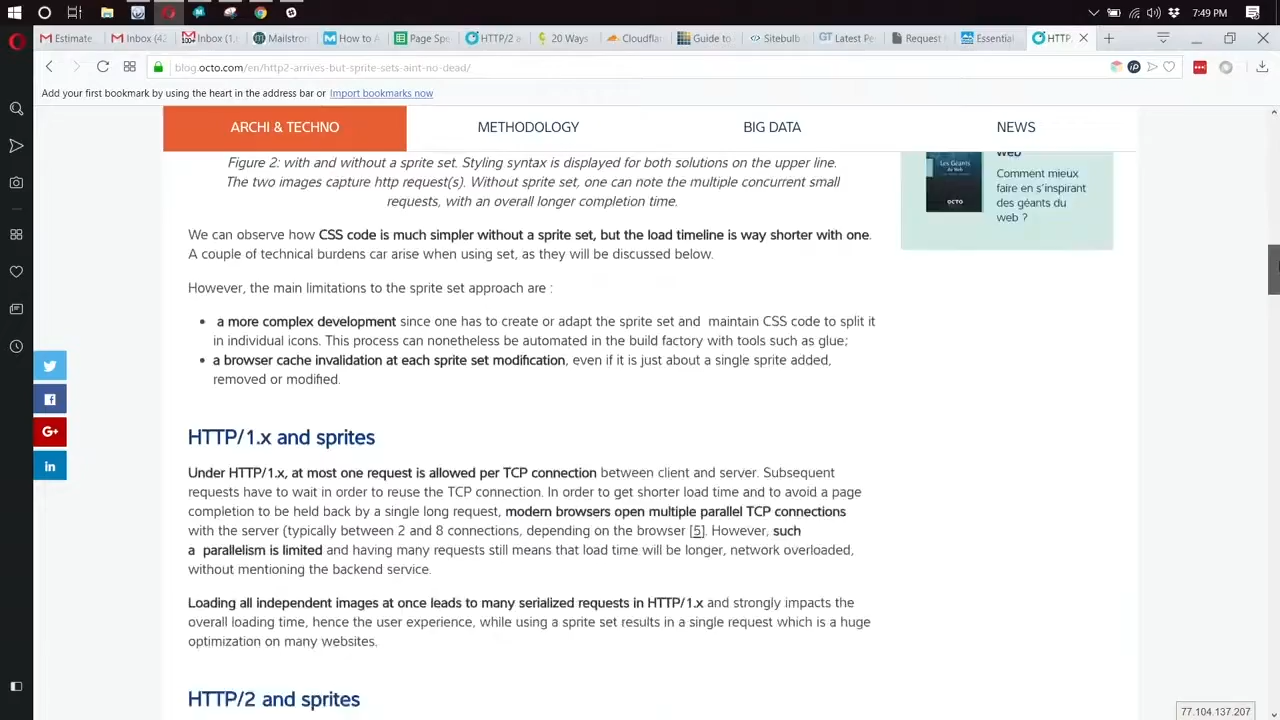 7:49 PM
Estimate
Inbox (42
Inbox (1.
Mailstron
How to A
Page Spe
HTTP/2 a
20 Ways
Cloudfla
Guide to
Sitebulb
Latest Pe
Request M
Essential
HTTP
blog.octo.com/en/http2-arrives-but-sprite-sets-aint-no-dead/
Add your first bookmark by using the heart in the address bar or Import bookmarks now
ARCHI & TECHNO
METHODOLOGY
BIG DATA
NEWS
Figure 2: with and without a sprite set. Styling syntax is displayed for both solutions on the upper line.
The two images capture http request(s). Without sprite set, one can note the multiple concurrent small
requests, with an overall longer completion time.
Les Géants
du Web
OCTO
web
Comment mieux
faire en s'inspirant
des géants du
web ?
We can observe how CSS code is much simpler without a sprite set, but the load timeline is way shorter with one.
A couple of technical burdens car arise when using set, as they will be discussed below.
However, the main limitations to the sprite set approach are :
• a more complex development since one has to create or adapt the sprite set and maintain CSS code to split it
in individual icons. This process can nonetheless be automated in the build factory with tools such as glue;
• a browser cache invalidation at each sprite set modification, even if it is just about a single sprite added,
removed or modified.
HTTP/1.x and sprites
Under HTTP/1.x, at most one request is allowed per TCP connection between client and server. Subsequent
requests have to wait in order to reuse the TCP connection. In order to get shorter load time and to avoid a page
completion to be held back by a single long request, modern browsers open multiple parallel TCP connections
with the server (typically between 2 and 8 connections, depending on the browser [5]. However, such
a parallelism is limited and having many requests still means that load time will be longer, network overloaded,
without mentioning the backend service.
Loading all independent images at once leads to many serialized requests in HTTP/1.x and strongly impacts the
overall loading time, hence the user experience, while using a sprite set results in a single request which is a huge
optimization on many websites.
HTTP/2 and sprites
77.104.137.207